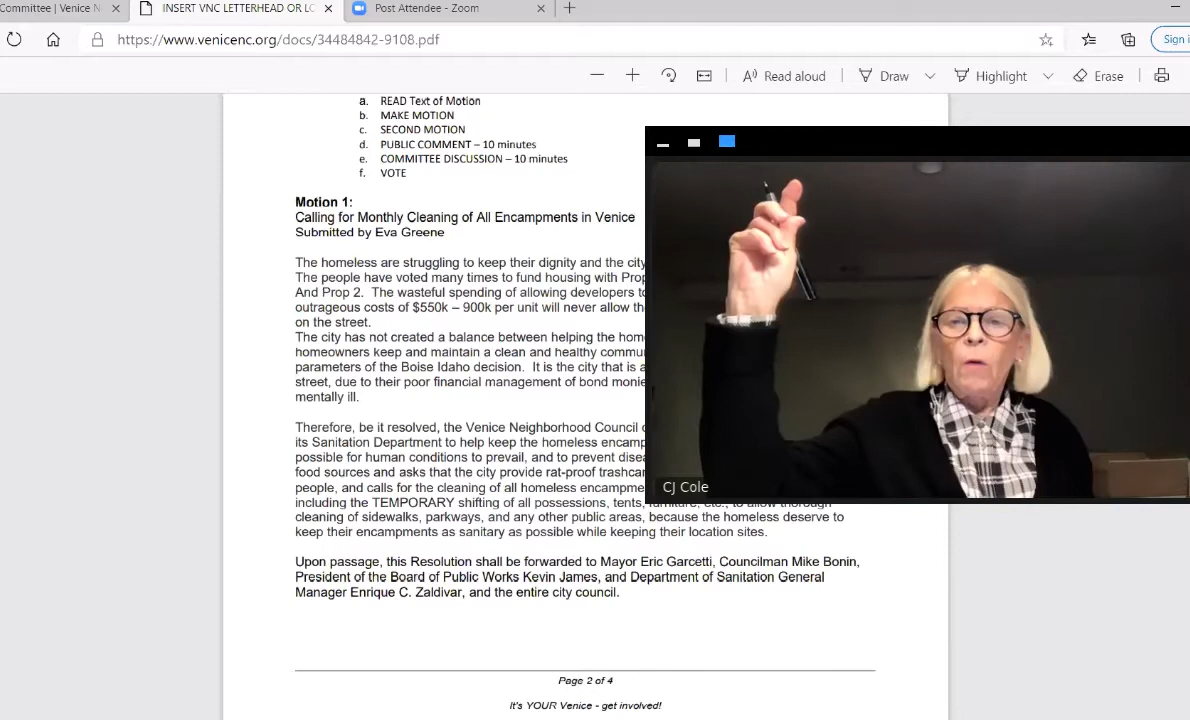 Committee | Venice N
INSERT VNC LETTERHEAD OR LO
Post Attendee - Zoom
https://www.venicenc.org/docs/34484842-9108.pdf
Sign i
Read aloud
Draw
Highlight
Erase
a. READ Text of Motion
b. MAKE MOTION
c. SECOND MOTION
d. PUBLIC COMMENT – 10 minutes
e. COMMITTEE DISCUSSION – 10 minutes
f. VOTE
Motion 1:
Calling for Monthly Cleaning of All Encampments in Venice
Submitted by Eva Greene
The homeless are struggling to keep their dignity and the city
The people have voted many times to fund housing with Prop
And Prop 2. The wasteful spending of allowing developers to
outrageous costs of $550k – 900k per unit will never allow th
on the street.
The city has not created a balance between helping the hom
homeowners keep and maintain a clean and healthy commu
parameters of the Boise Idaho decision. It is the city that is a
street, due to their poor financial management of bond monie
mentally ill.
Therefore, be it resolved, the Venice Neighborhood Council c
its Sanitation Department to help keep the homeless encamp
possible for human conditions to prevail, and to prevent disea
food sources and asks that the city provide rat-proof trashcan
people, and calls for the cleaning of all homeless encampme
including the TEMPORARY shifting of all possessions, tents, furniture, etc., to allow thorough
cleaning of sidewalks, parkways, and any other public areas, because the homeless deserve to
keep their encampments as sanitary as possible while keeping their location sites.
Upon passage, this Resolution shall be forwarded to Mayor Eric Garcetti, Councilman Mike Bonin,
President of the Board of Public Works Kevin James, and Department of Sanitation General
Manager Enrique C. Zaldivar, and the entire city council.
Page 2 of 4
It's YOUR Venice - get involved!
CJ Cole